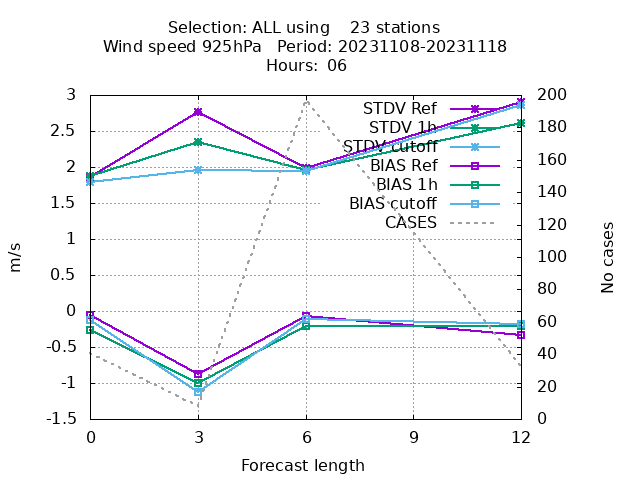 Selection: ALL using    23 stations
Wind speed 925hPa   Period: 20231108-20231118
Hours: 06
3
2.5
2
1.5
1
0.5
0
-0.5
-1
-1.5
200
180
160
140
120
100
80
60
40
20
0
STDV Ref
STDV 1h
STDV cutoff
BIAS Ref
BIAS 1h
BIAS cutoff
CASES
m/s
No cases
0
3
6
9
12
Forecast length